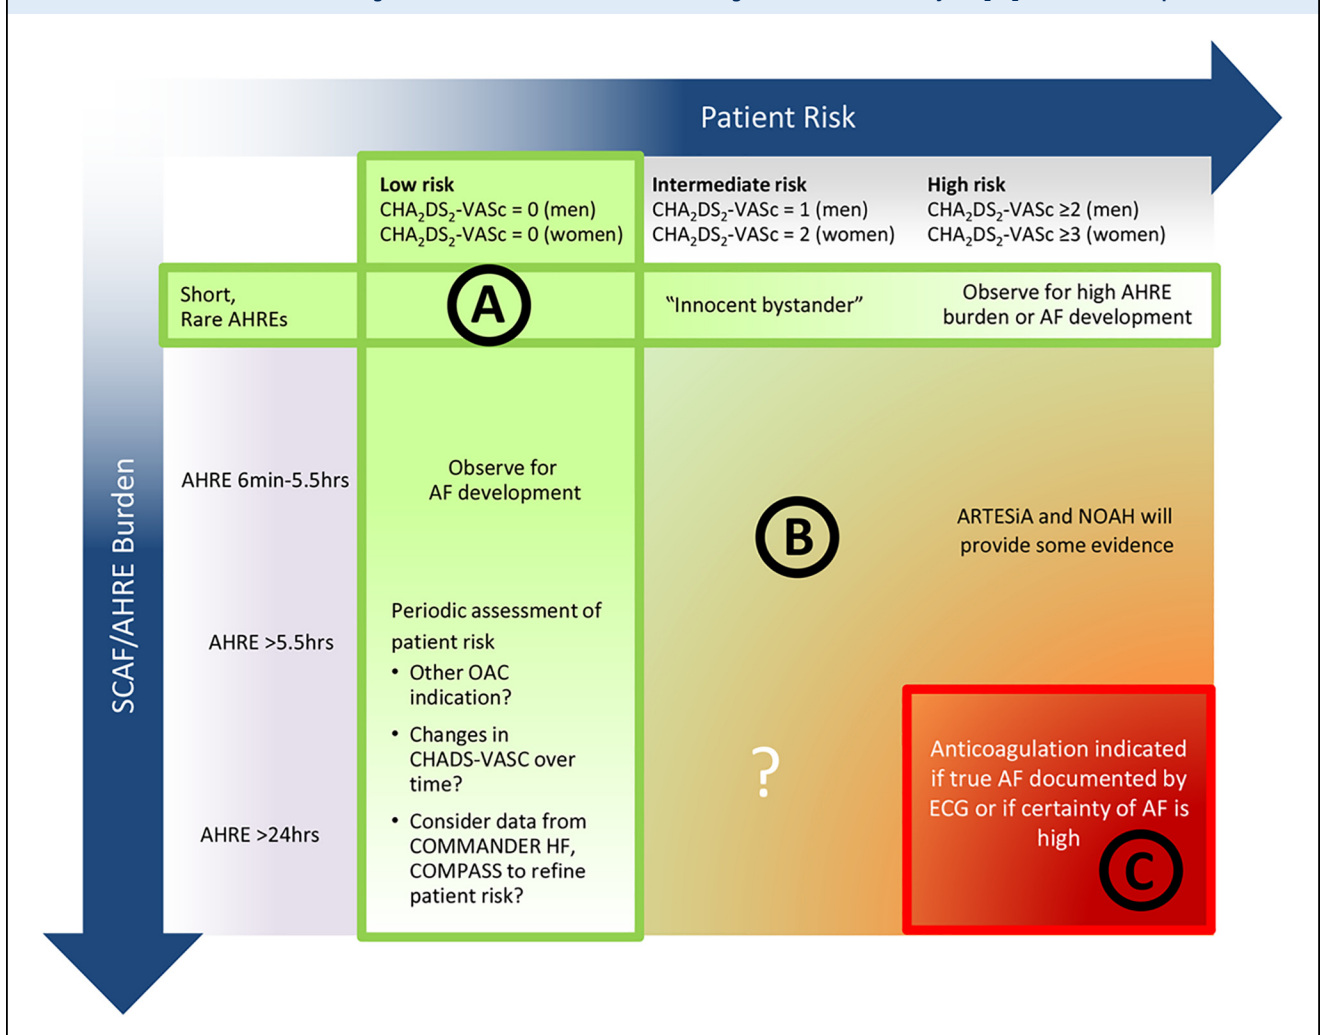 Patient Risk
Low risk
CHA2DS2-VASc = 0 (men)
CHA2DS2-VASc = 0 (women)
Intermediate risk
CHA2DS2-VASc = 1 (men)
CHA2DS2-VASc = 2 (women)
High risk
CHA2DS2-VASc ≥2 (men)
CHA2DS2-VASc ≥3 (women)
Short,
Rare AHREs
A
“Innocent bystander”
Observe for high AHRE
burden or AF development
SCAF/AHRE Burden
AHRE 6min-5.5hrs
Observe for
AF development
B
ARTESiA and NOAH will
provide some evidence
AHRE >5.5hrs
Periodic assessment of
patient risk
• Other OAC
indication?
• Changes in
CHADS-VASC over
time?
AHRE >24hrs
• Consider data from
COMMANDER HF,
COMPASS to refine
patient risk?
?
Anticoagulation indicated
if true AF documented by
ECG or if certainty of AF is
high
C